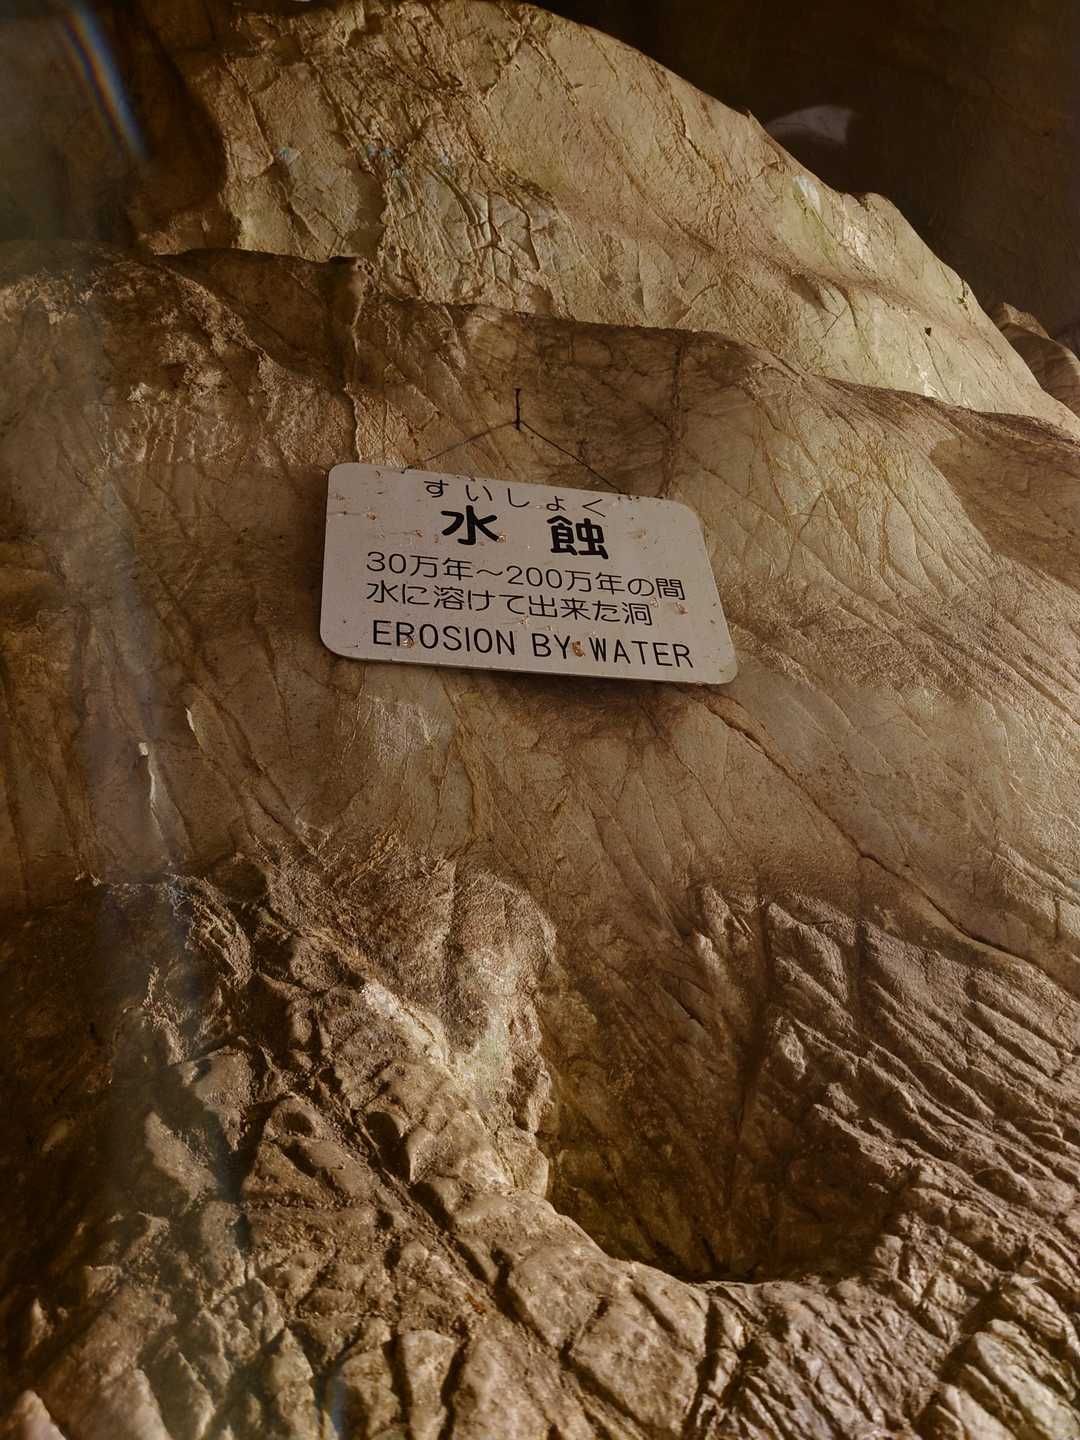 すいしょく
水蝕
30万年～200万年の間
水に溶けて出来た洞
EROSION BY WATER